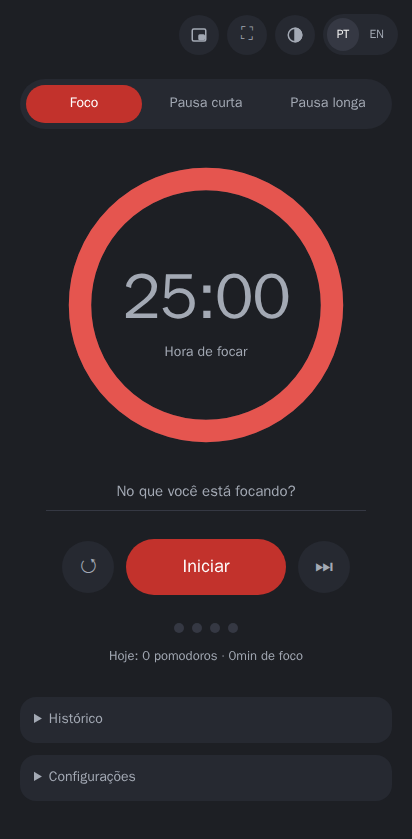 PT EN
Foco Pausa curta Pausa longa
25:00
Hora de focar
No que você está focando?
Iniciar
Hoje: 0 pomodoros · 0min de foco
Histórico
Configurações